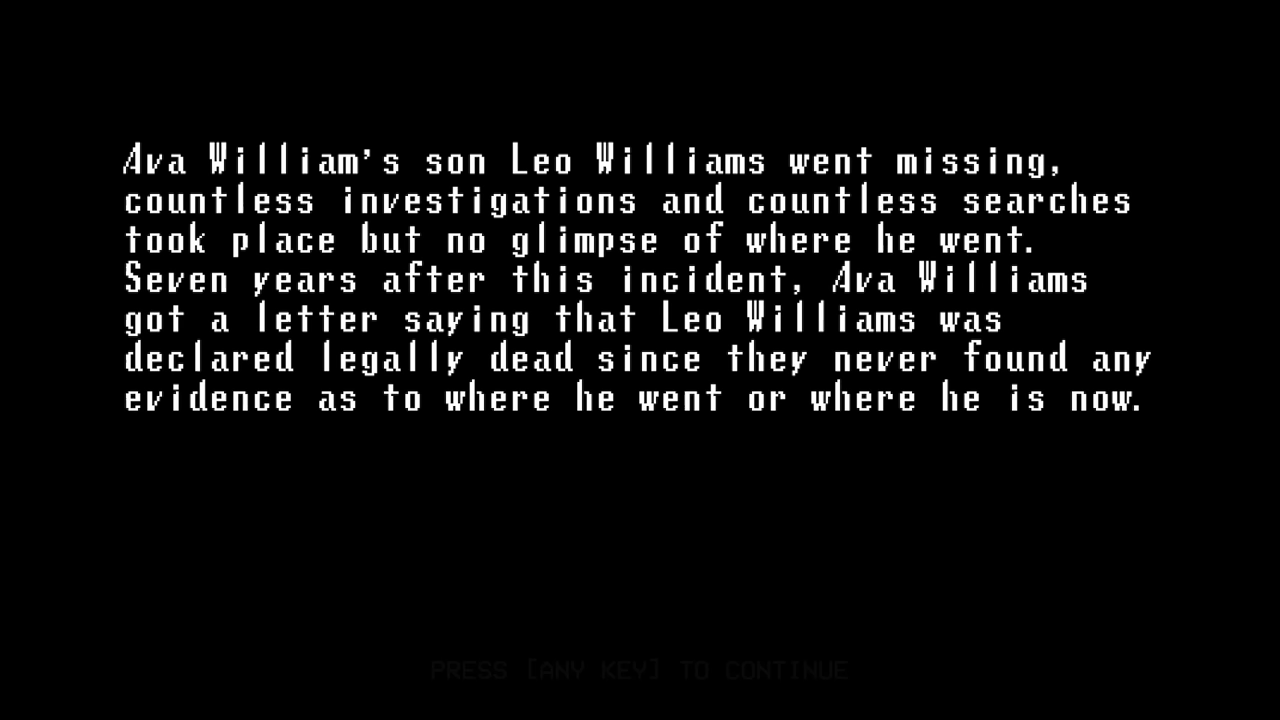 Ava William's son Leo Williams went missing,
countless investigations and countless searches
took place but no glimpse of where he went.
Seven years after this incident, Ava Williams
got a letter saying that Leo Williams was
declared legally dead since they never found any
evidence as to where he went or where he is now.
PRESS [ANY KEY] TO CONTINUE